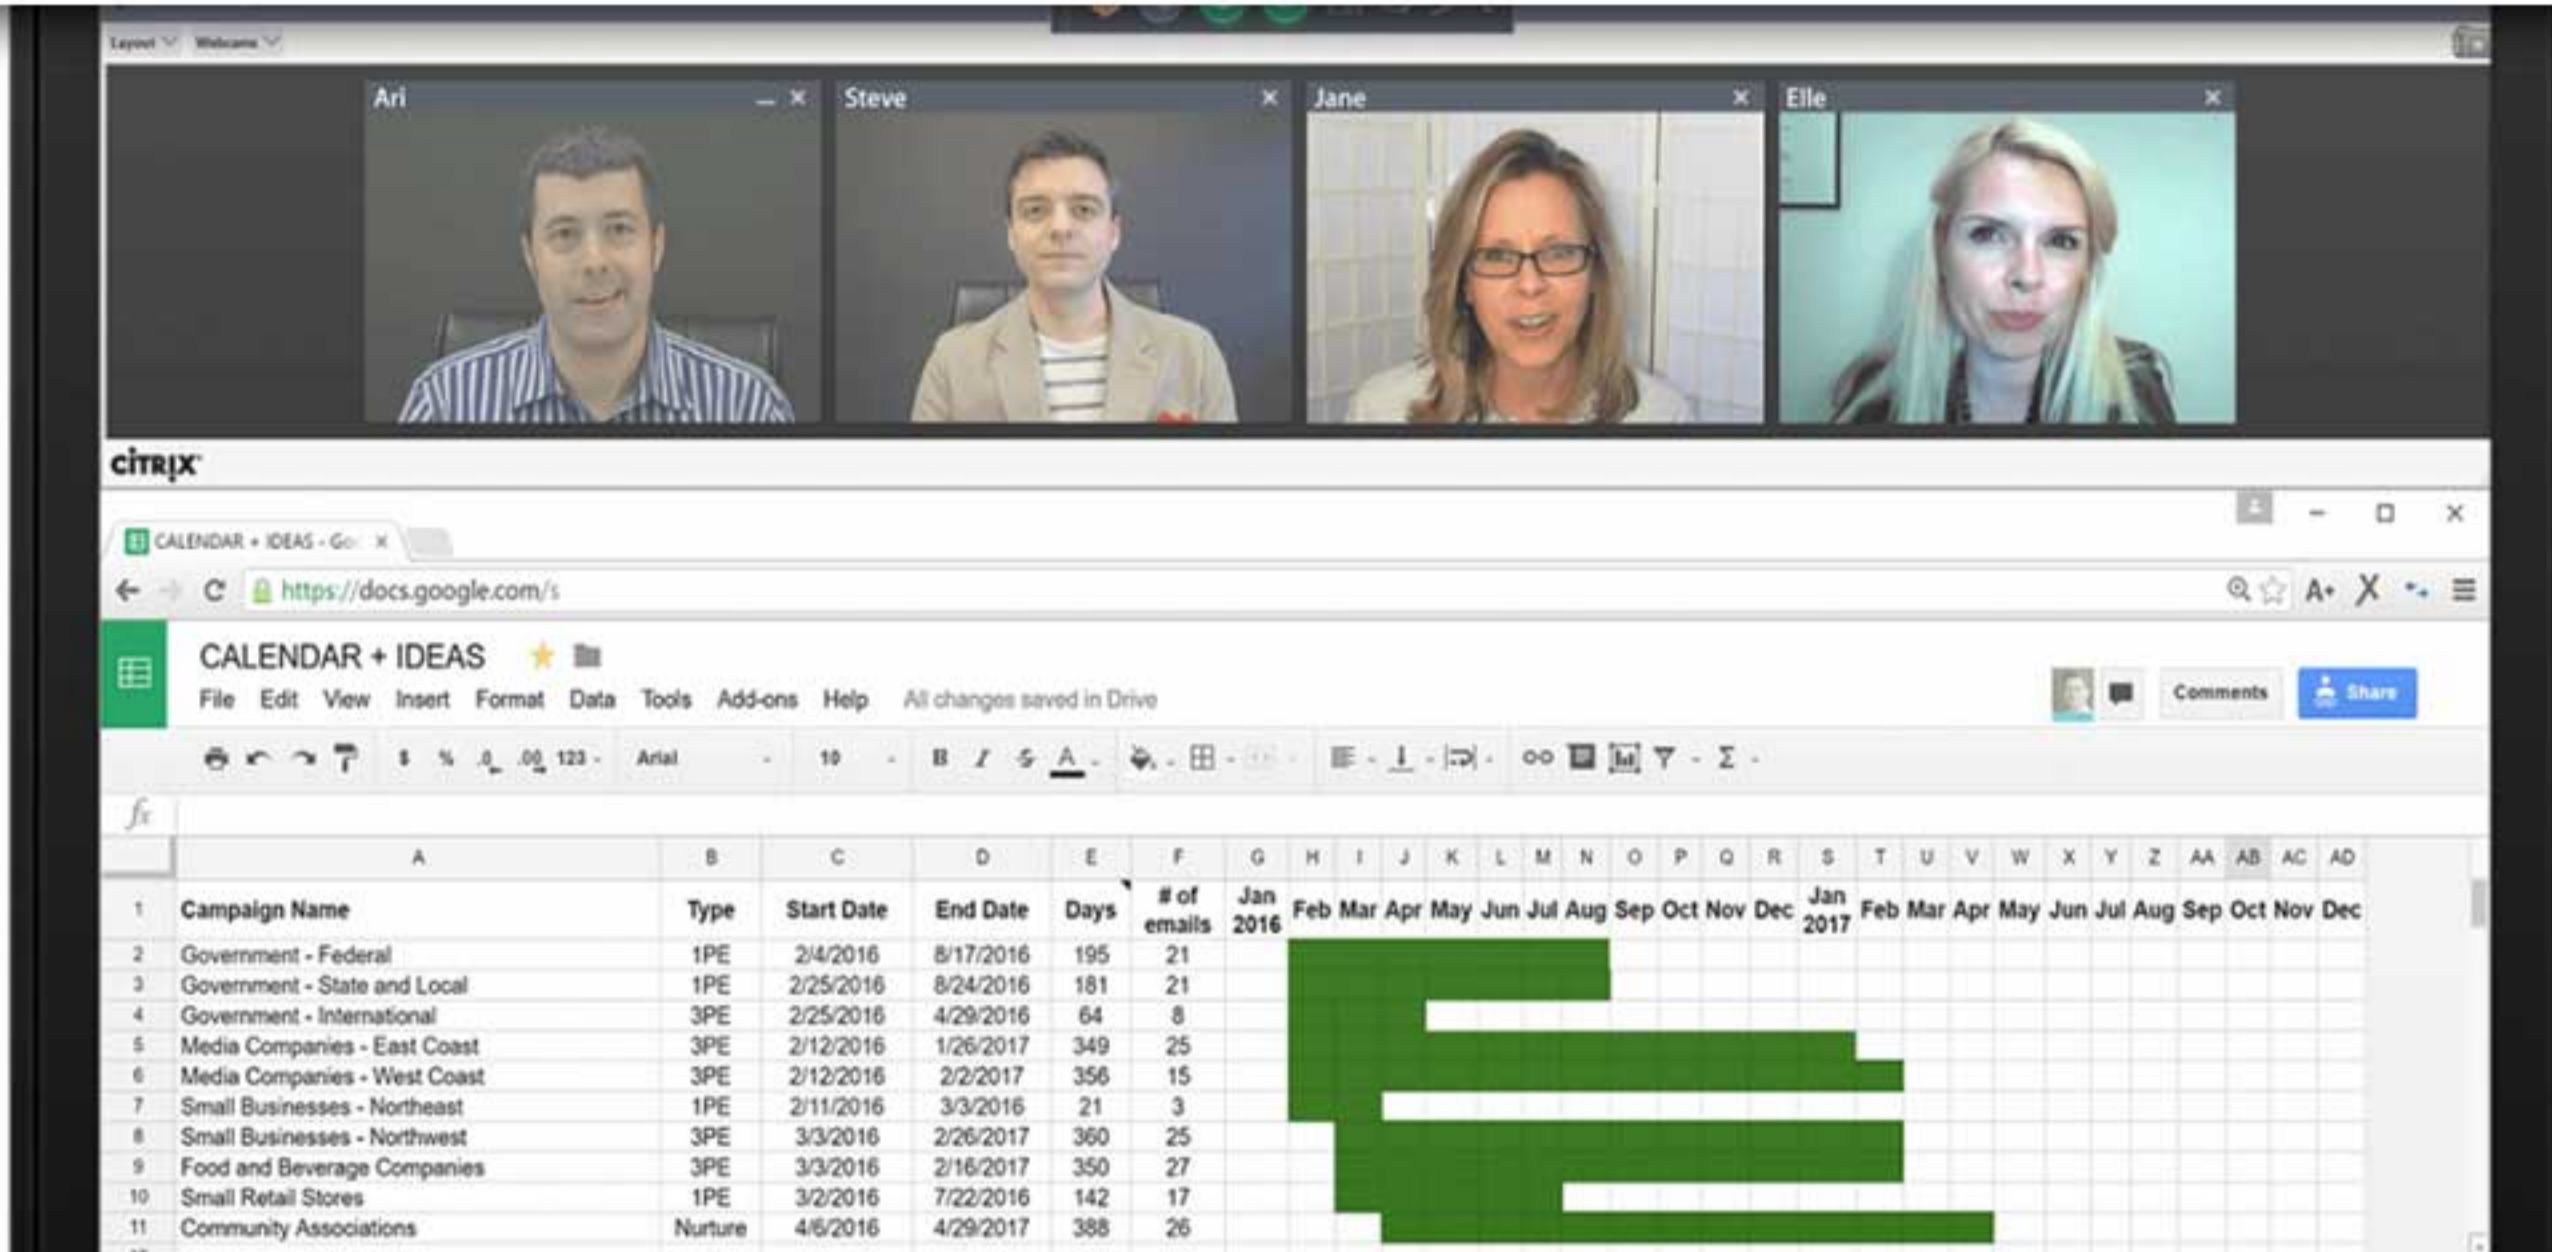 Layout Webcams
Ari Steve Jane Elle
CİTRIX
CALENDAR + IDEAS - Goo
https://docs.google.com/s
A+ X
CALENDAR + IDEAS
File Edit View Insert Format Data Tools Add-ons Help All changes saved in Drive
Comments Share
$ % .0 .00 123 Arial 10 B I S A Σ
fx
A B C D E F G H I J K L M N O P Q R S T U V W X Y Z AA AB AC AD
1 Campaign Name Type Start Date End Date Days # of emails Jan 2016 Feb Mar Apr May Jun Jul Aug Sep Oct Nov Dec Jan 2017 Feb Mar Apr May Jun Jul Aug Sep Oct Nov Dec
2 Government - Federal 1PE 2/4/2016 8/17/2016 195 21
3 Government - State and Local 1PE 2/25/2016 8/24/2016 181 21
4 Government - International 3PE 2/25/2016 4/29/2016 64 8
5 Media Companies - East Coast 3PE 2/12/2016 1/26/2017 349 25
6 Media Companies - West Coast 3PE 2/12/2016 2/2/2017 356 15
7 Small Businesses - Northeast 1PE 2/11/2016 3/3/2016 21 3
8 Small Businesses - Northwest 3PE 3/3/2016 2/26/2017 360 25
9 Food and Beverage Companies 3PE 3/3/2016 2/16/2017 350 27
10 Small Retail Stores 1PE 3/2/2016 7/22/2016 142 17
11 Community Associations Nurture 4/6/2016 4/29/2017 388 26